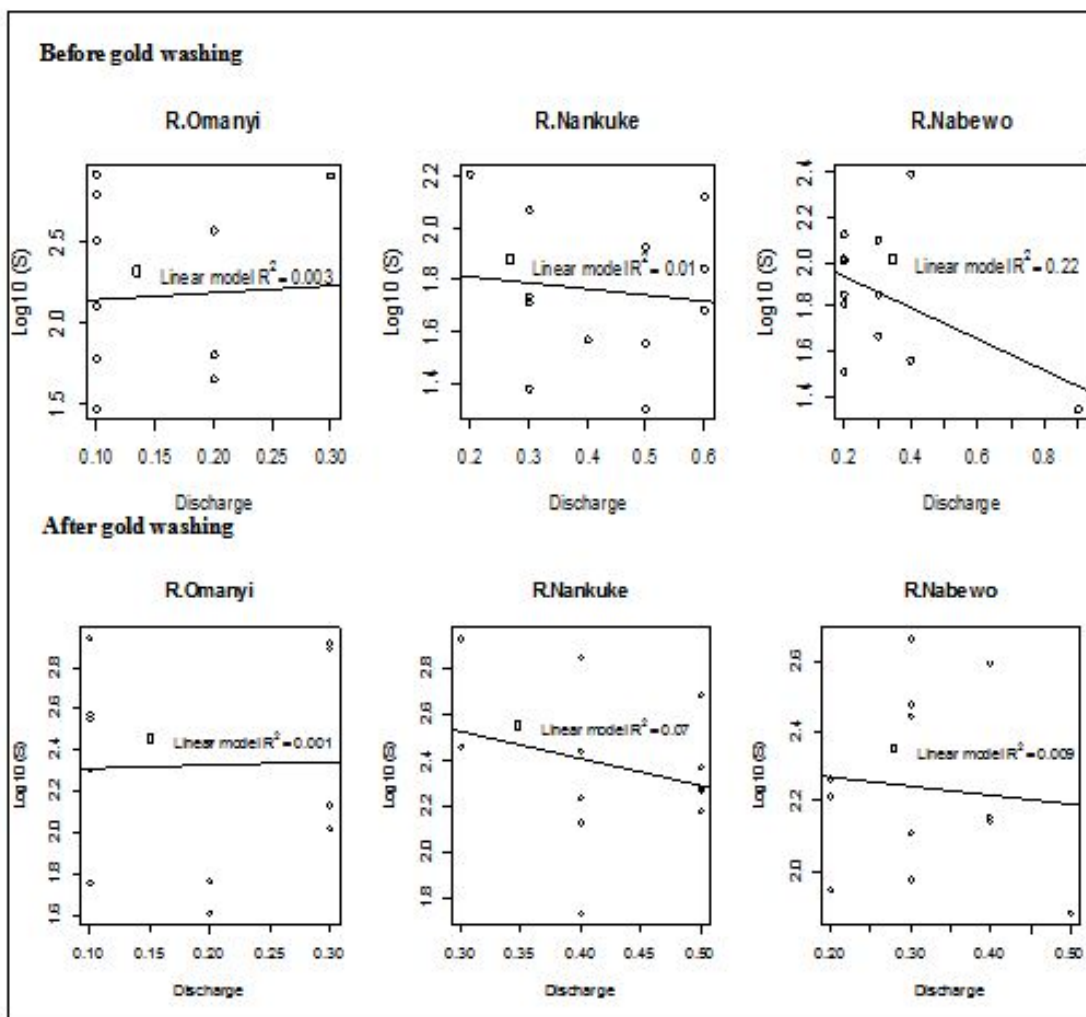 Before gold washing
R.Omanyi R.Nankuke R.Nabewo
Log10 (S) 1.5 2.0 2.5
Linear model R² = 0.003
0.10 0.15 0.20 0.25 0.30
Discharge
Log10 (S) 1.4 1.6 1.8 2.0 2.2
Linear model R² = 0.01
0.2 0.3 0.4 0.5 0.6
Discharge
Log10 (S) 1.4 1.6 1.8 2.0 2.2 2.4
Linear model R² = 0.22
0.2 0.4 0.6 0.8
Discharge
After gold washing
R.Omanyi R.Nankuke R.Nabewo
Log10 (S) 1.6 1.8 2.0 2.2 2.4 2.6 2.8
Linear model R² = 0.001
0.10 0.15 0.20 0.25 0.30
Discharge
Log10 (S) 1.8 2.0 2.2 2.4 2.6 2.8
Linear model R² = 0.07
0.30 0.35 0.40 0.45 0.50
Discharge
Log10 (S) 2.0 2.2 2.4 2.6
Linear model R² = 0.009
0.20 0.30 0.40 0.50
Discharge